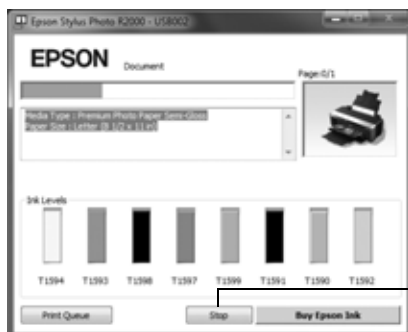 Epson Stylus Photo R2000 - USB002
EPSON
Document
Page:0/1
Media Type : Premium Photo Paper Semi-Gloss
Paper Size : Letter (8 1/2 x 11 in)
Ink Levels
T1594 T1593 T1598 T1597 T1599 T1591 T1590 T1592
Print Queue Stop Buy Epson Ink